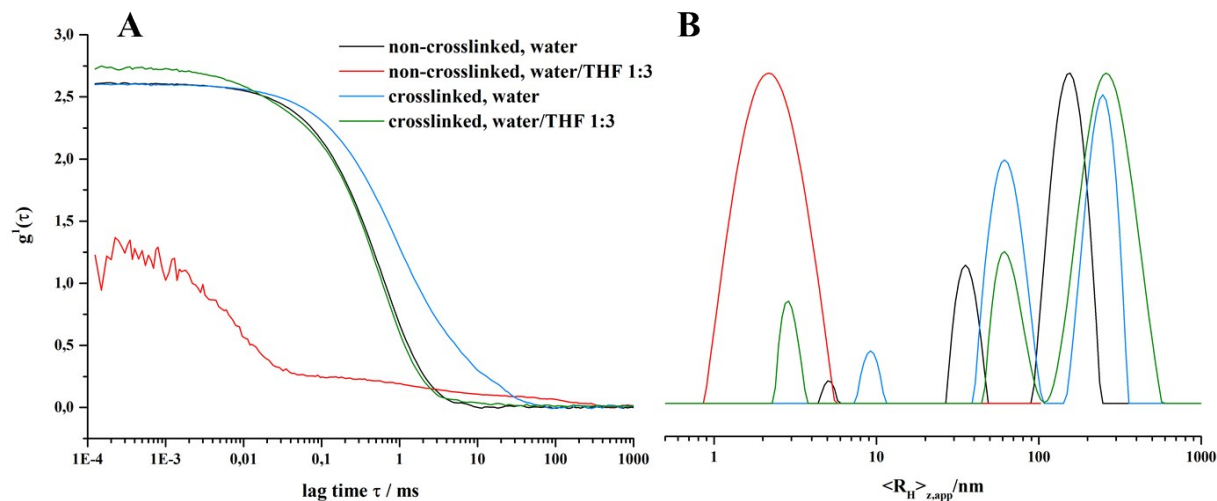 A
non-crosslinked, water
non-crosslinked, water/THF 1:3
crosslinked, water
crosslinked, water/THF 1:3
3,0
2,5
2,0
1,5
1,0
0,5
0,0
g¹(τ)
1E-4 1E-3 0,01 0,1 1 10 100 1000
lag time τ / ms
B
1 10 100 1000
<R_H>_z,app/nm